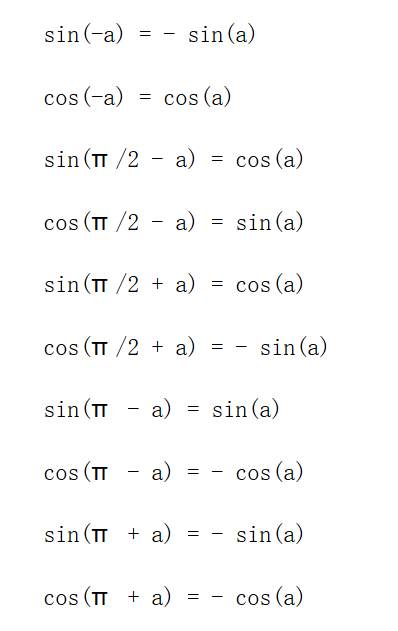 sin(-a) = - sin(a)
cos(-a) = cos(a)
sin(π/2 - a) = cos(a)
cos(π/2 - a) = sin(a)
sin(π/2 + a) = cos(a)
cos(π/2 + a) = - sin(a)
sin(π - a) = sin(a)
cos(π - a) = - cos(a)
sin(π + a) = - sin(a)
cos(π + a) = - cos(a)